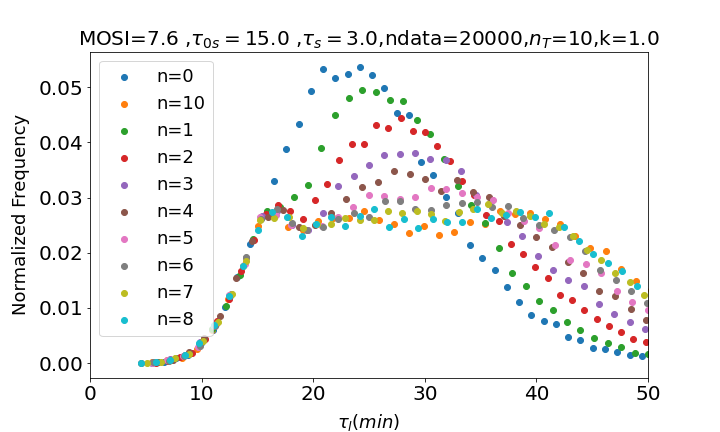 MOSI=7.6 ,τ₀ₛ = 15.0 ,τₛ = 3.0,ndata=20000,n_T=10,k=1.0
Normalized Frequency
0.05
0.04
0.03
0.02
0.01
0.00
n=0
n=10
n=1
n=2
n=3
n=4
n=5
n=6
n=7
n=8
0 10 20 30 40 50
τ_l(min)